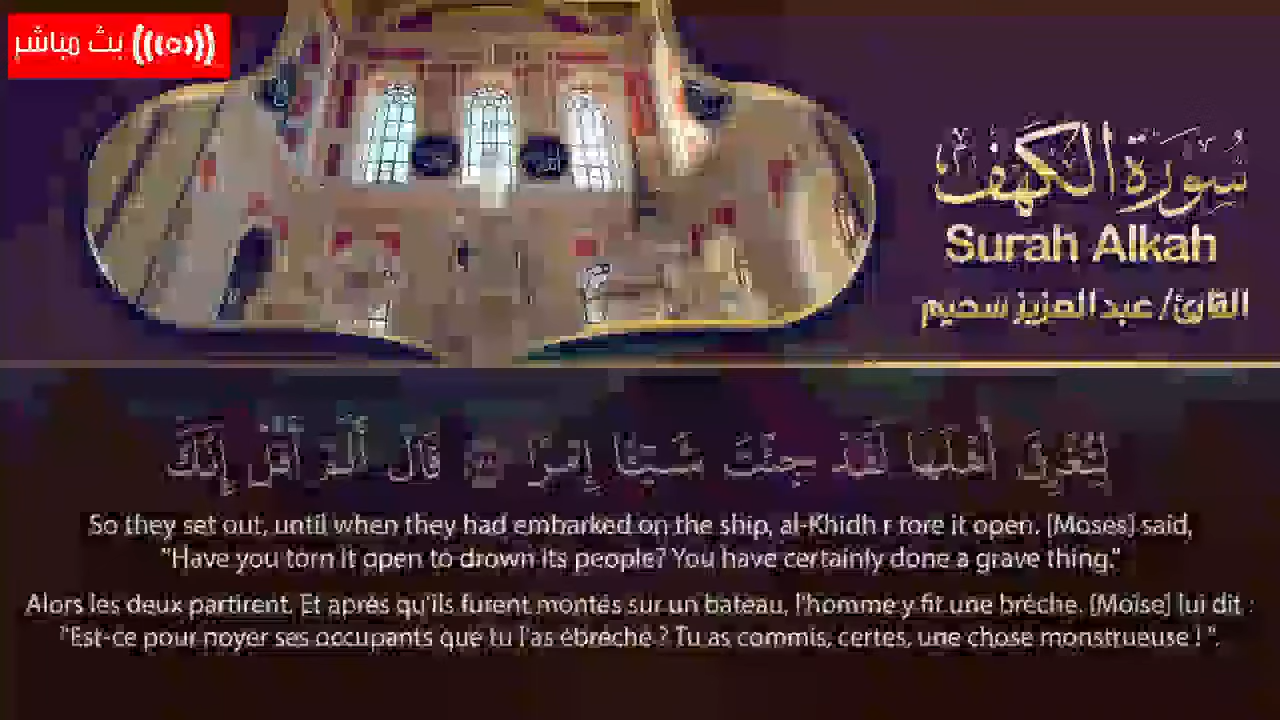 بث مباشر
سورة الكهف
Surah Alkah
القارئ/ عبد العزيز سحيم
لِتُغْرِقَ أَهْلَهَا لَقَدْ جِئْتَ شَيْئًا إِمْرًا ۝ قَالَ أَلَمْ أَقُلْ إِنَّكَ
So they set out, until when they had embarked on the ship, al-Khidh r tore it open. [Moses] said,
"Have you torn it open to drown its people? You have certainly done a grave thing."
Alors les deux partirent. Et après qu'ils furent montés sur un bateau, l'homme y fit une brèche. [Moïse] lui dit :
"Est-ce pour noyer ses occupants que tu l'as ébréché ? Tu as commis, certes, une chose monstrueuse ! ".